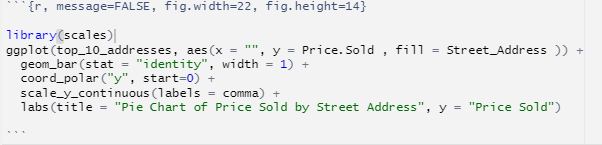 ```{r, message=FALSE, fig.width=22, fig.height=14}
library(scales)
ggplot(top_10_addresses, aes(x = "", y = Price.Sold , fill = Street_Address )) +
  geom_bar(stat = "identity", width = 1) +
  coord_polar("y", start=0) +
  scale_y_continuous(labels = comma) +
  labs(title = "Pie Chart of Price Sold by Street Address", y = "Price Sold")
```